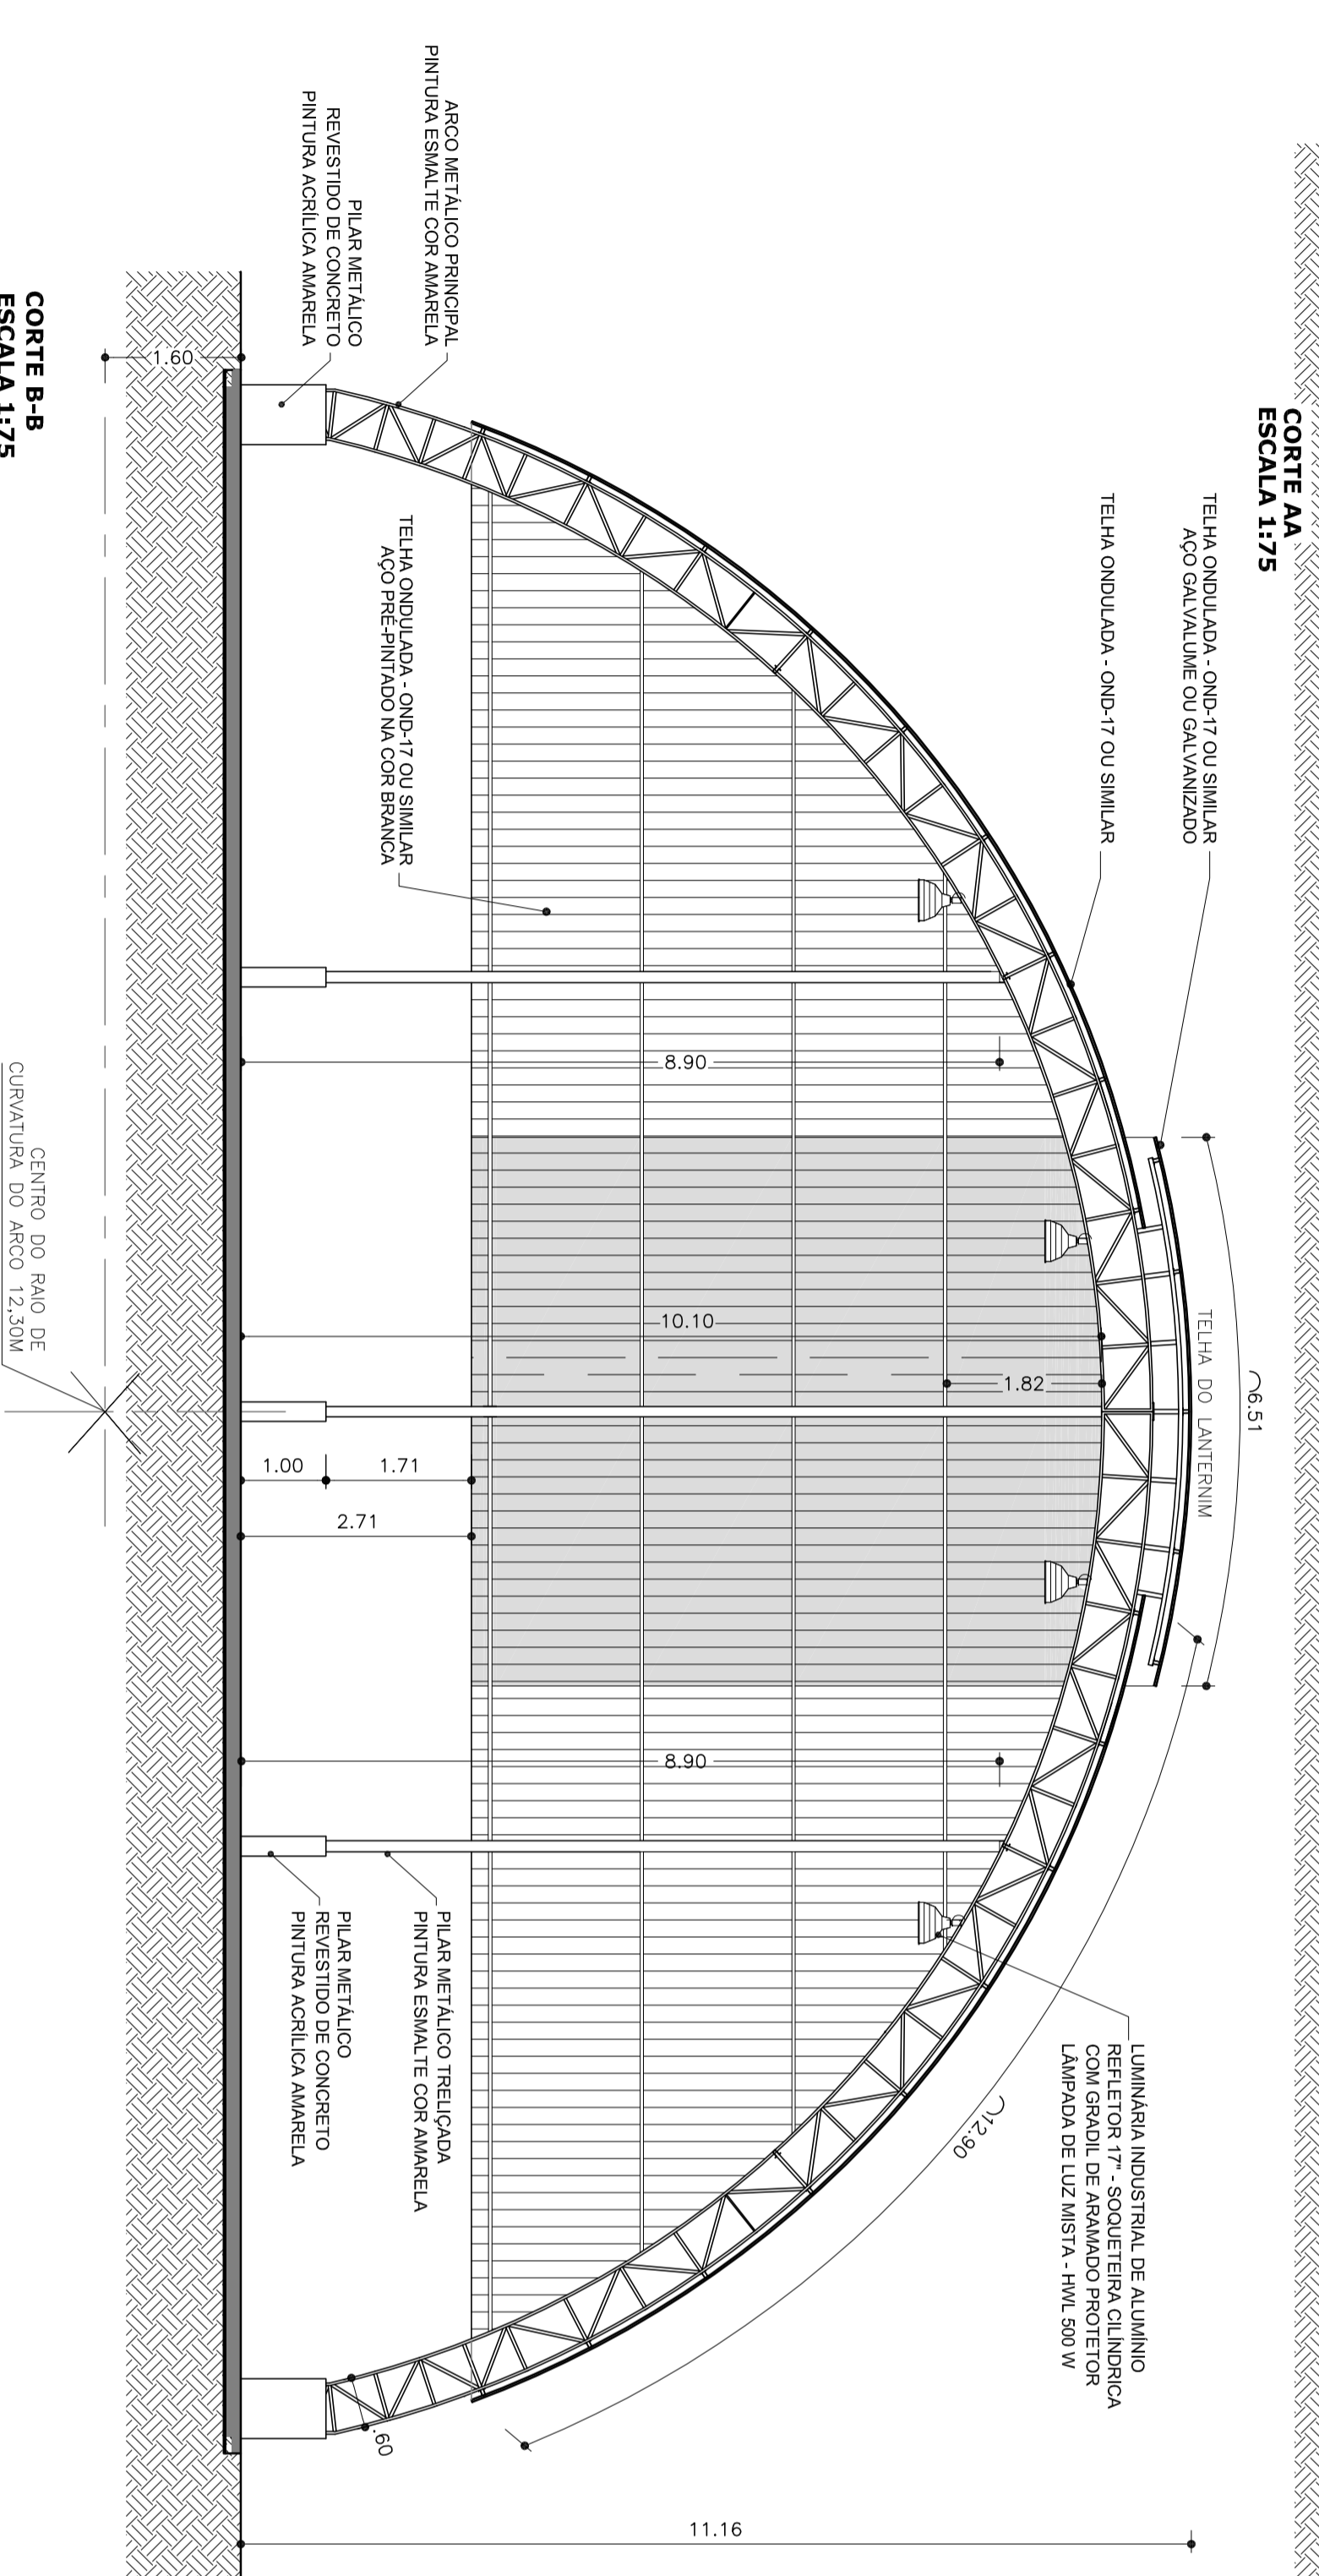 CORTE AA
ESCALA 1:75
TELHA ONDULADA - OND-17 OU SIMILAR
AÇO GALVALUME OU GALVANIZADO
TELHA ONDULADA - OND-17 OU SIMILAR
6.51
TELHA DO LANTERNIM
12.90
LUMINÁRIA INDUSTRIAL DE ALUMÍNIO
REFLETOR 17" - SOQUETEIRA CILÍNDRICA
COM GRADIL DE ARAMADO PROTETOR
LÂMPADA DE LUZ MISTA - HWL 500 W
ARCO METÁLICO PRINCIPAL
PINTURA ESMALTE COR AMARELA
PILAR METÁLICO
REVESTIDO DE CONCRETO
PINTURA ACRÍLICA AMARELA
TELHA ONDULADA - OND-17 OU SIMILAR
AÇO PRÉ-PINTADO NA COR BRANCA
8.90
10.10
1.82
8.90
11.16
1.00
1.71
2.71
PILAR METÁLICO TRELIÇADA
PINTURA ESMALTE COR AMARELA
PILAR METÁLICO
REVESTIDO DE CONCRETO
PINTURA ACRÍLICA AMARELA
.60
1.60
CENTRO DO RAIO DE
CURVATURA DO ARCO 12,30M
CORTE B-B
ESCALA 1:75